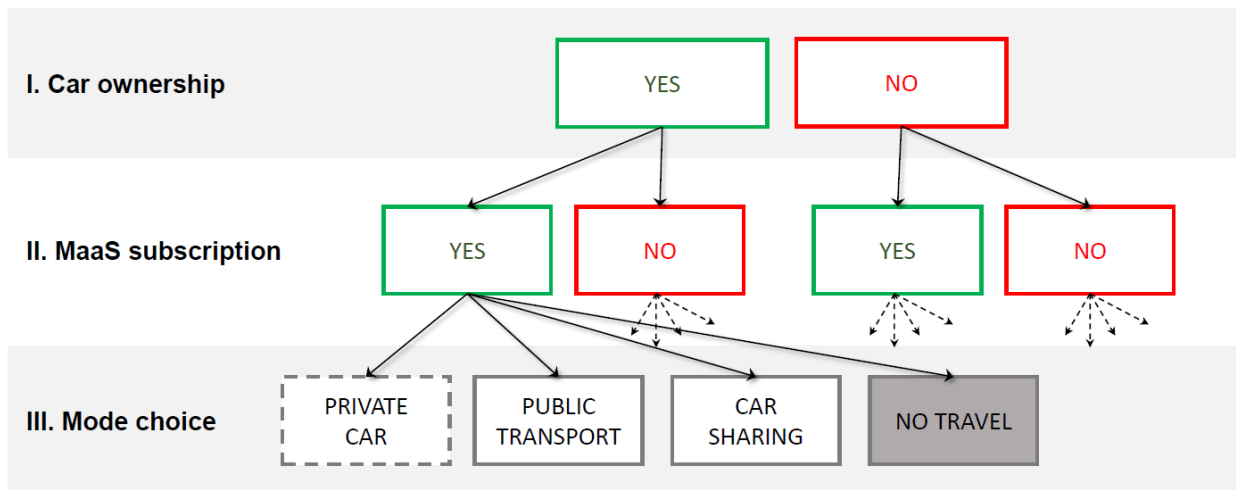 I. Car ownership
YES
NO
II. MaaS subscription
YES
NO
YES
NO
III. Mode choice
PRIVATE
CAR
PUBLIC
TRANSPORT
CAR
SHARING
NO TRAVEL